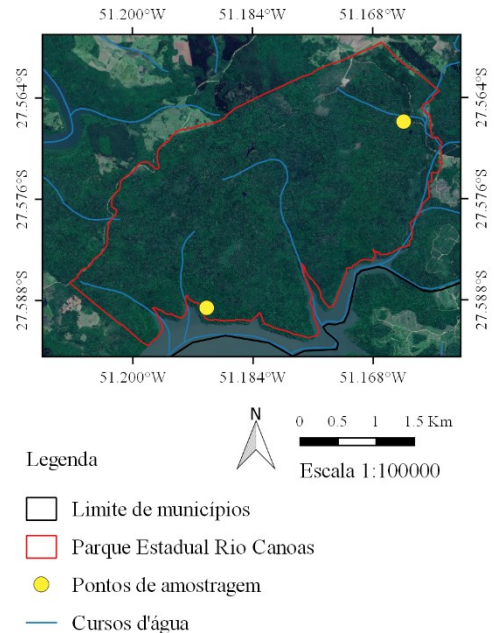 51.200°W 51.184°W 51.168°W
27.564°S 27.564°S
27.576°S 27.576°S
27.588°S 27.588°S
51.200°W 51.184°W 51.168°W
N
0 0.5 1 1.5 Km
Escala 1:100000
Legenda
Limite de municípios
Parque Estadual Rio Canoas
Pontos de amostragem
Cursos d'água